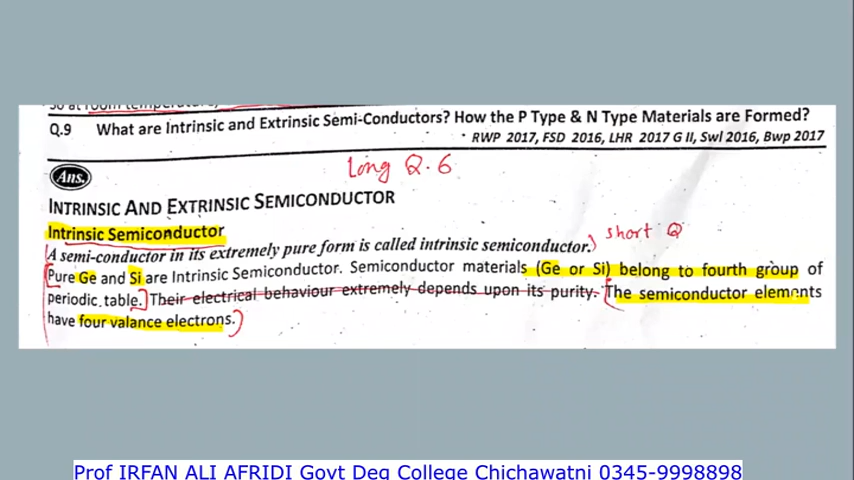 So at room temperature,
Q.9 What are Intrinsic and Extrinsic Semi-Conductors? How the P Type & N Type Materials are Formed?
RWP 2017, FSD 2016, LHR 2017 G II, Swl 2016, Bwp 2017
long Q.6
Ans.
INTRINSIC AND EXTRINSIC SEMICONDUCTOR
Intrinsic Semiconductor
short Q
A semi-conductor in its extremely pure form is called intrinsic semiconductor.
Pure Ge and Si are Intrinsic Semiconductor. Semiconductor materials (Ge or Si) belong to fourth group of
periodic table. Their electrical behaviour extremely depends upon its purity. The semiconductor elements
have four valance electrons.
Prof IRFAN ALI AFRIDI Govt Deg College Chichawatni 0345-9998898